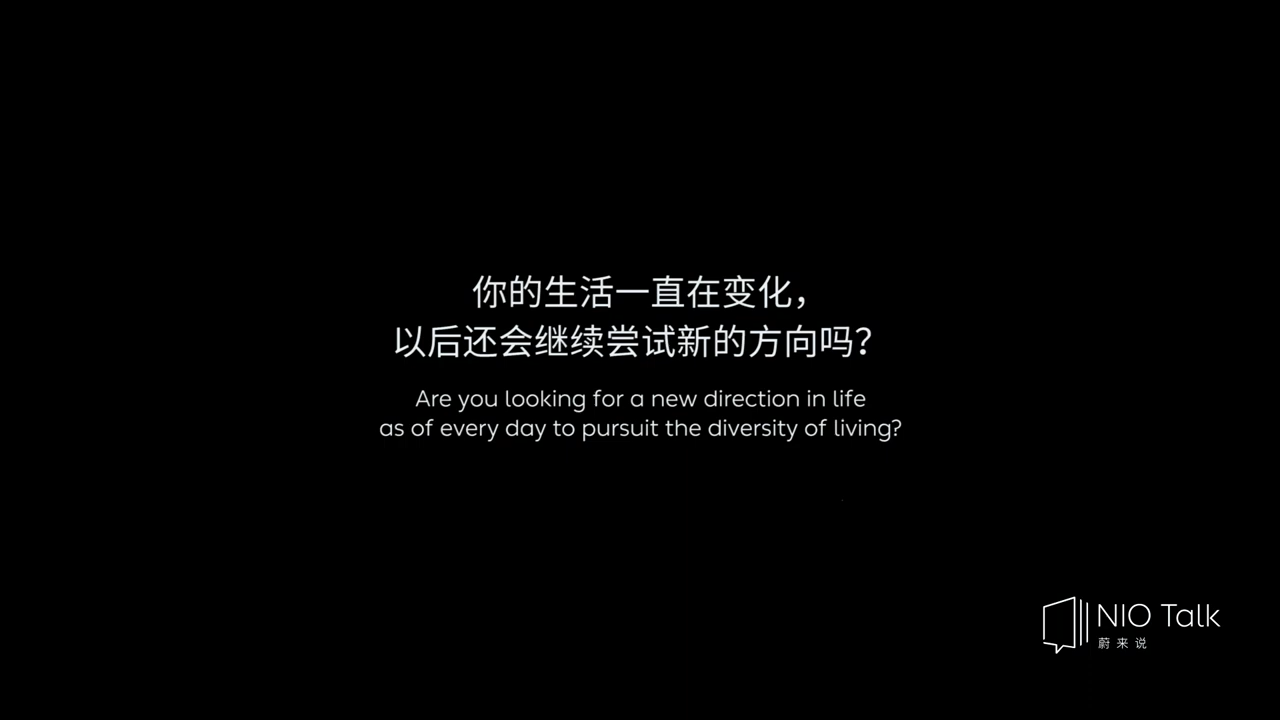 你的生活一直在变化，
以后还会继续尝试新的方向吗？
Are you looking for a new direction in life
as of every day to pursuit the diversity of living?
NIO Talk
蔚来说